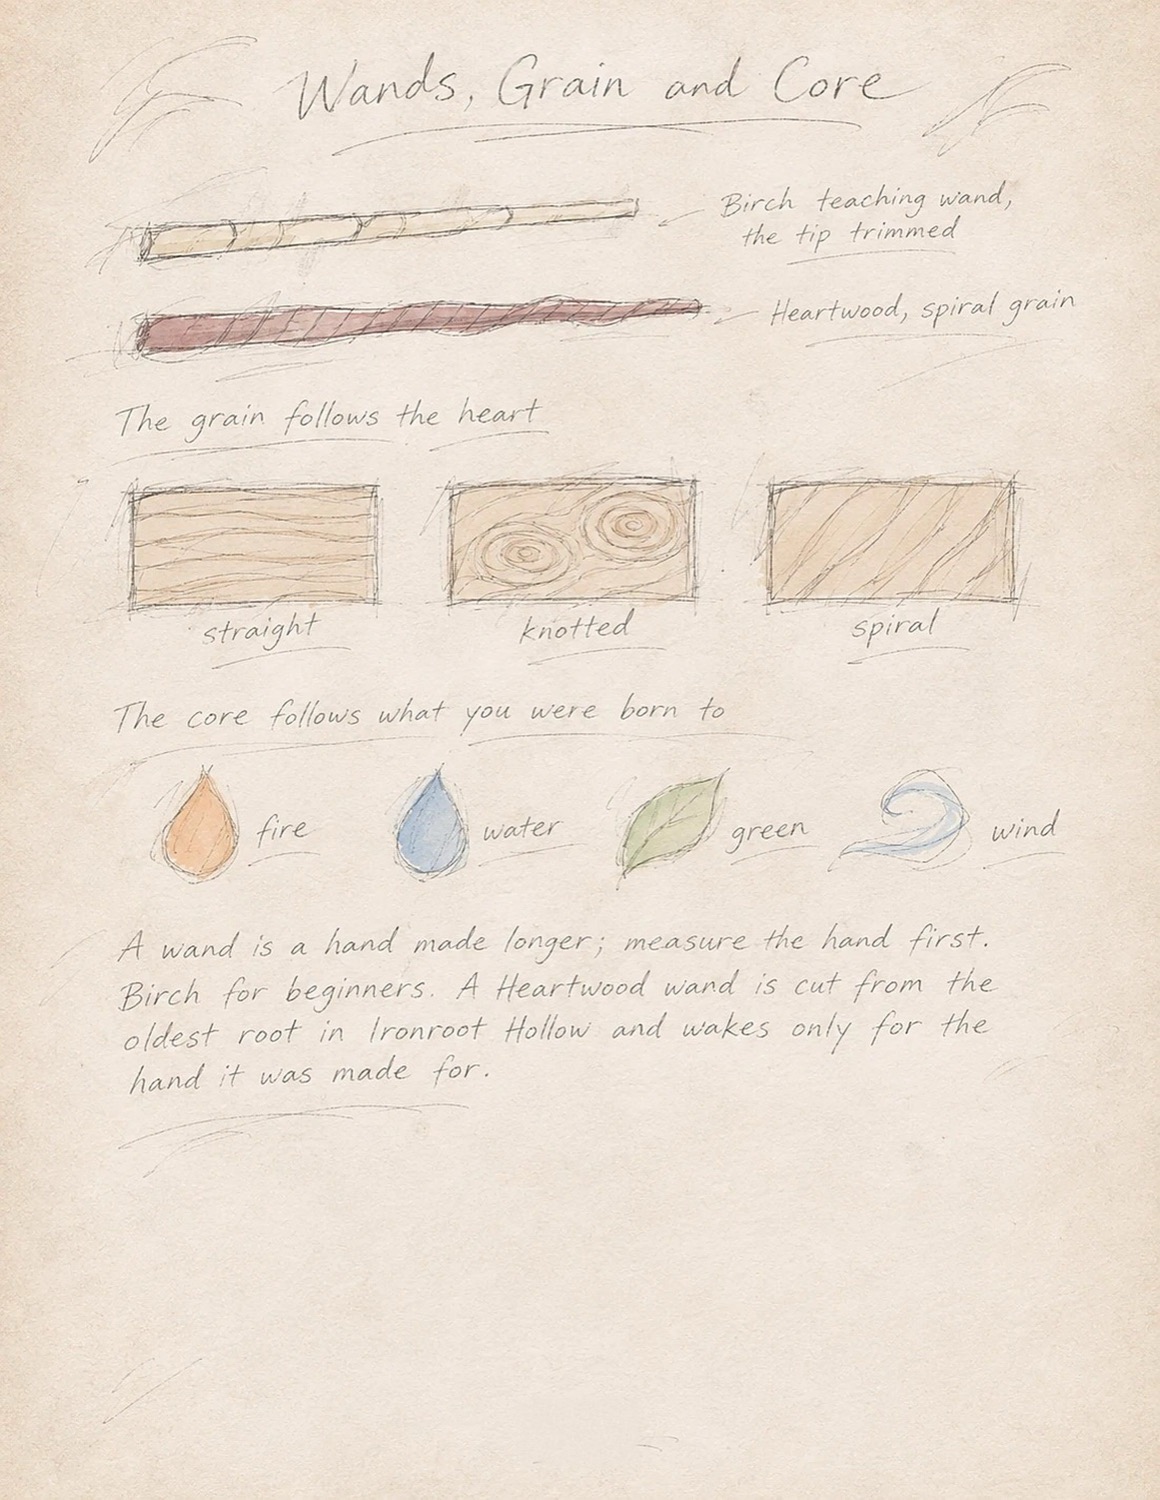 Wands, Grain and Core
Birch teaching wand,
the tip trimmed
Heartwood, spiral grain
The grain follows the heart
straight
knotted
spiral
The core follows what you were born to
fire
water
green
wind
A wand is a hand made longer; measure the hand first.
Birch for beginners. A Heartwood wand is cut from the
oldest root in Ironroot Hollow and wakes only for the
hand it was made for.